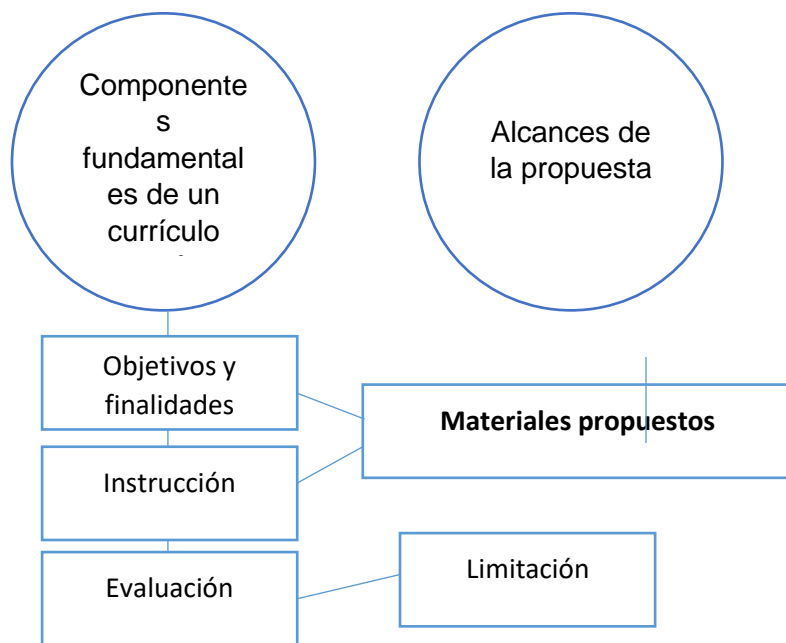 Componente
s
fundamental
es de un
currículo
Alcances de
la propuesta
Objetivos y
finalidades
Materiales propuestos
Instrucción
Evaluación
Limitación